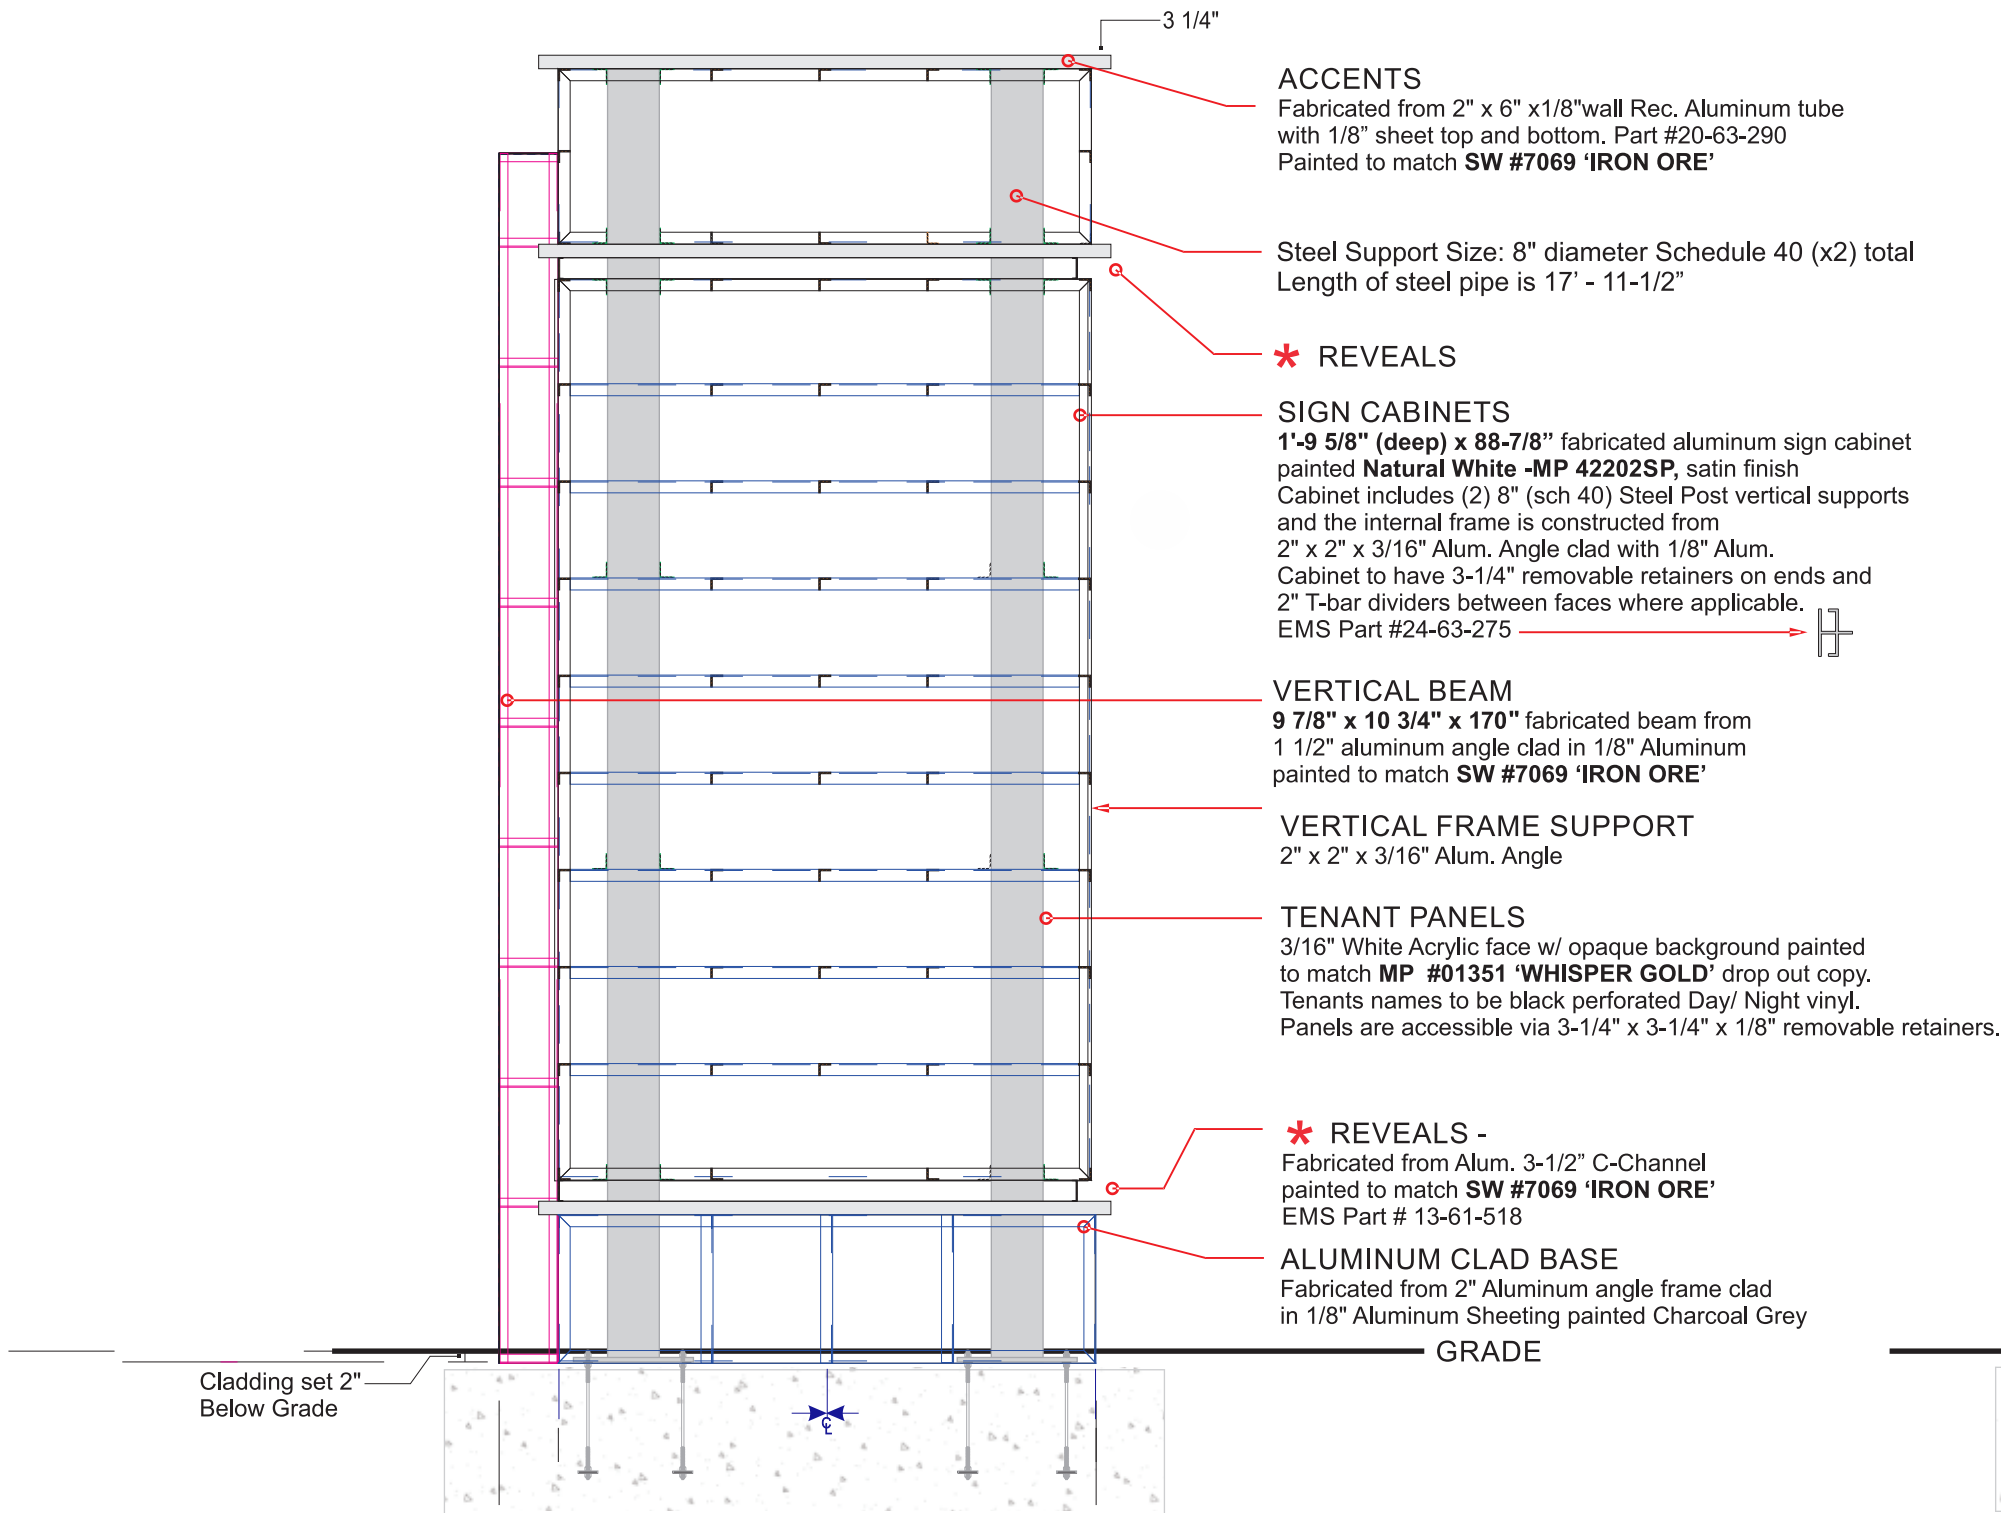 3 1/4"
ACCENTS
Fabricated from 2" x 6" x1/8"wall Rec. Aluminum tube
with 1/8” sheet top and bottom. Part #20-63-290
Painted to match SW #7069 ‘IRON ORE’
Steel Support Size: 8" diameter Schedule 40 (x2) total
Length of steel pipe is 17’ - 11-1/2”
* REVEALS
SIGN CABINETS
1'-9 5/8" (deep) x 88-7/8” fabricated aluminum sign cabinet
painted Natural White -MP 42202SP, satin finish
Cabinet includes (2) 8" (sch 40) Steel Post vertical supports
and the internal frame is constructed from
2" x 2" x 3/16" Alum. Angle clad with 1/8" Alum.
Cabinet to have 3-1/4" removable retainers on ends and
2" T-bar dividers between faces where applicable.
EMS Part #24-63-275
VERTICAL BEAM
9 7/8" x 10 3/4" x 170" fabricated beam from
1 1/2" aluminum angle clad in 1/8" Aluminum
painted to match SW #7069 ‘IRON ORE’
VERTICAL FRAME SUPPORT
2" x 2" x 3/16" Alum. Angle
TENANT PANELS
3/16" White Acrylic face w/ opaque background painted
to match MP #01351 ‘WHISPER GOLD’ drop out copy.
Tenants names to be black perforated Day/ Night vinyl.
Panels are accessible via 3-1/4" x 3-1/4" x 1/8" removable retainers.
* REVEALS -
Fabricated from Alum. 3-1/2” C-Channel
painted to match SW #7069 ‘IRON ORE’
EMS Part # 13-61-518
ALUMINUM CLAD BASE
Fabricated from 2" Aluminum angle frame clad
in 1/8" Aluminum Sheeting painted Charcoal Grey
GRADE
Cladding set 2"
Below Grade
℄